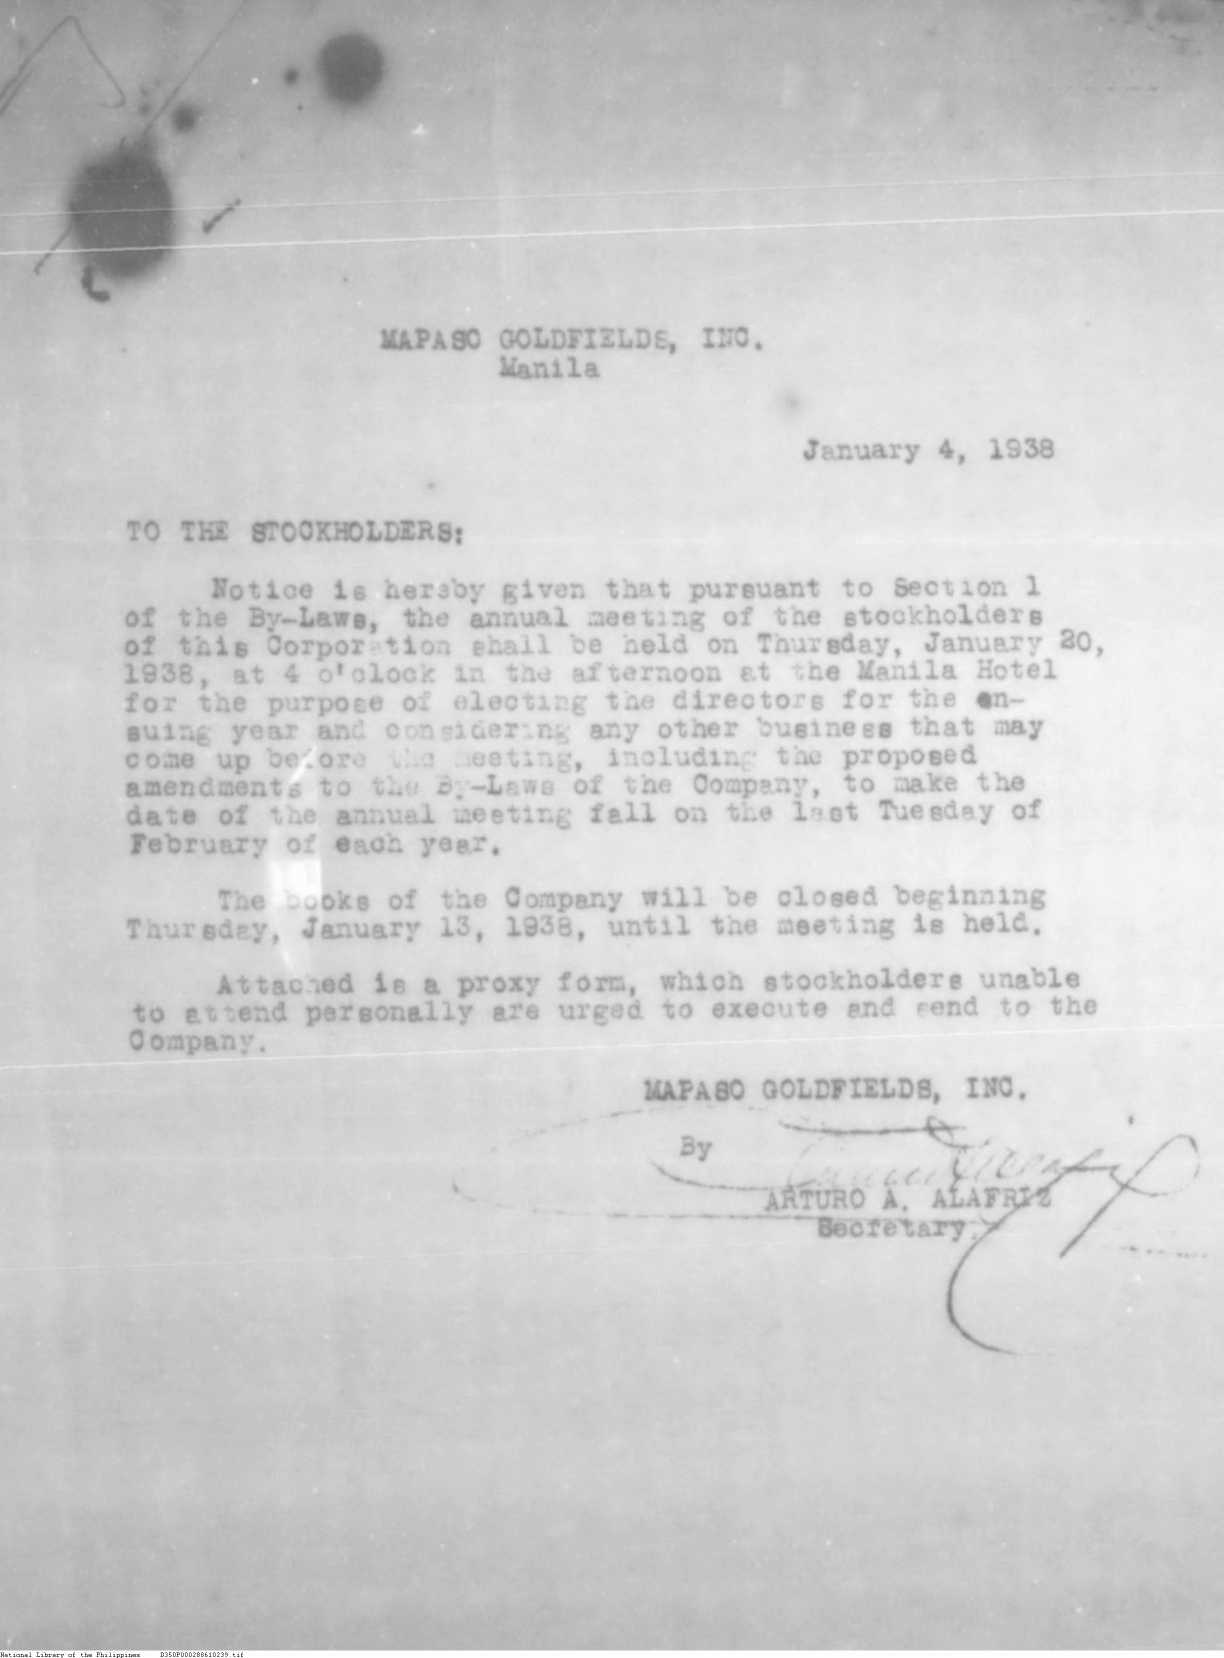 MAPASO GOLDFIELDS, INC.
Manila
January 4, 1938
TO THE STOCKHOLDERS:
Notice is hereby given that pursuant to Section 1
of the By-Laws, the annual meeting of the stockholders
of this Corporation shall be held on Thursday, January 20,
1938, at 4 o'clock in the afternoon at the Manila Hotel
for the purpose of electing the directors for the en-
suing year and considering any other business that may
come up before the meeting, including the proposed
amendments to the By-Laws of the Company, to make the
date of the annual meeting fall on the last Tuesday of
February of each year.
The books of the Company will be closed beginning
Thursday, January 13, 1938, until the meeting is held.
Attached is a proxy form, which stockholders unable
to attend personally are urged to execute and send to the
Company.
MAPASO GOLDFIELDS, INC.
By
ARTURO A. ALAFRIZ
Secretary.
National Library of the Philippines D350P000288610239.tif